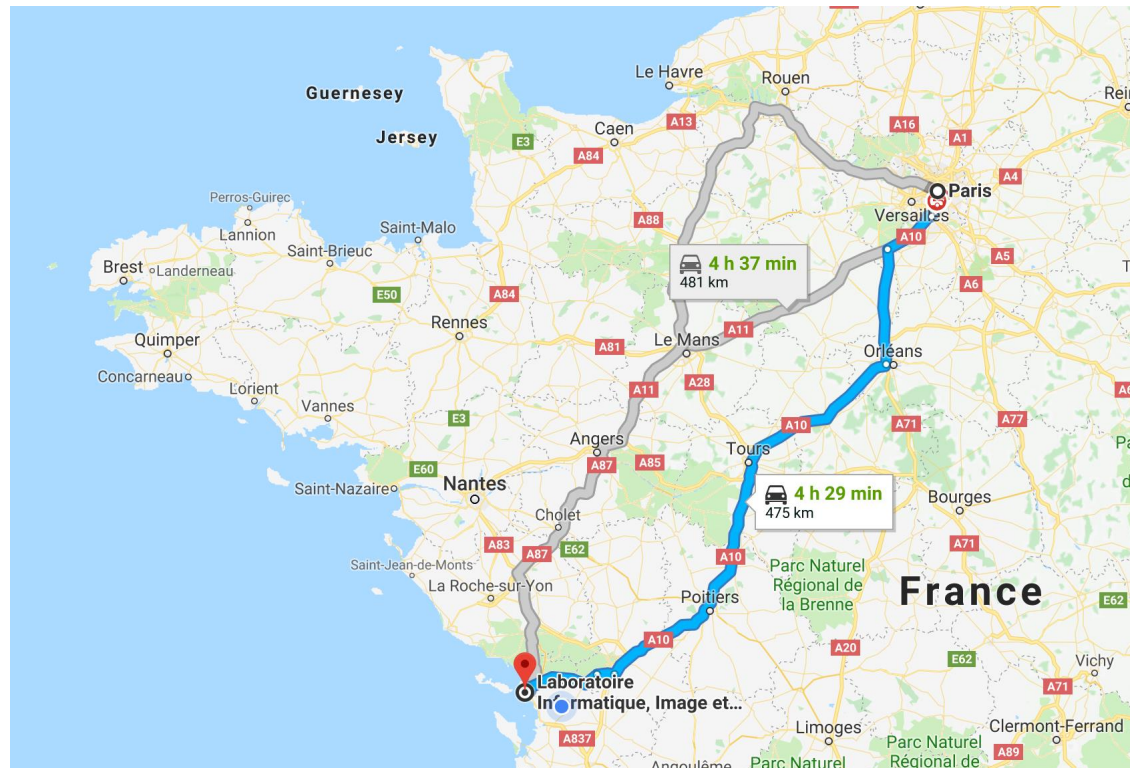 Le Havre
Rouen
Guernesey
Jersey
Caen
A13
A16
A1
E3
A84
A4
Paris
Versailles
Perros-Guirec
Lannion
Saint-Malo
A88
Saint-Brieuc
A10
Brest
Landerneau
4 h 37 min
481 km
A5
A6
E50
A84
Rennes
A11
Quimper
Le Mans
A81
Orléans
Concarneau
Lorient
A11
A28
Vannes
E3
A10
A71
A77
Angers
Tours
E60
A87
A85
Nantes
Saint-Nazaire
4 h 29 min
475 km
Bourges
Cholet
A83
A87
E62
A71
A10
Saint-Jean-de-Monts
Parc Naturel
Régional de
la Brenne
La Roche-sur-Yon
France
Poitiers
E62
A10
A20
E62
Vichy
Laboratoire
Informatique, Image et...
A71
A837
Limoges
Clermont-Ferrand
Parc Naturel
Régional de
A89
Angoulême
Parc Naturel